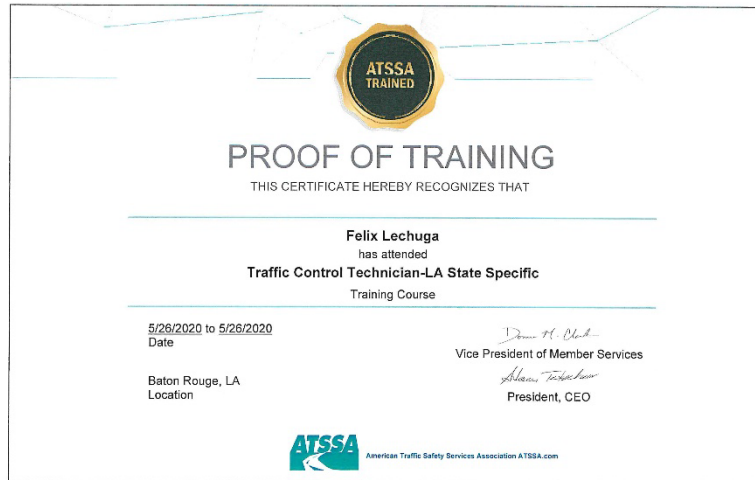 ATSSA
TRAINED
PROOF OF TRAINING
THIS CERTIFICATE HEREBY RECOGNIZES THAT
Felix Lechuga
has attended
Traffic Control Technician-LA State Specific
Training Course
5/26/2020 to 5/26/2020
Date
Vice President of Member Services
Baton Rouge, LA
Location
President, CEO
ATSSA
American Traffic Safety Services Association ATSSA.com